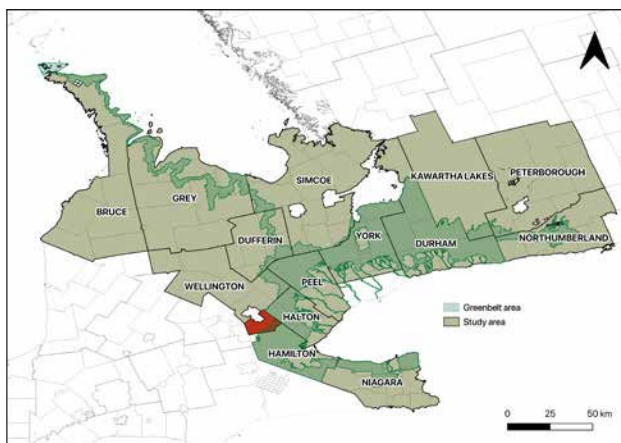 KAWARTHA LAKES
PETERBOROUGH
SIMCOE
GREY
BRUCE
YORK
DUFFERIN
DURHAM
NORTHUMBERLAND
WELLINGTON
PEEL
Greenbelt area
HALTON
Study area
HAMILTON
NIAGARA
0 25 50 km